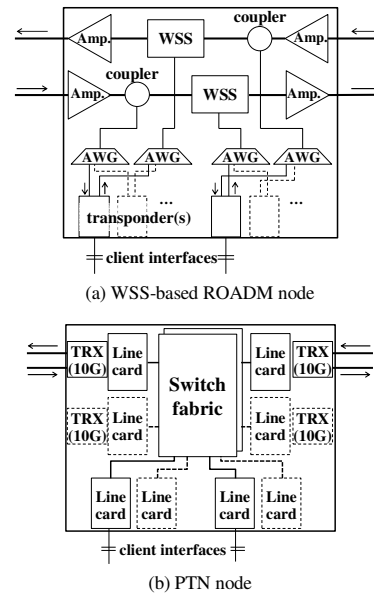 Amp.
WSS
Amp.
coupler
coupler
Amp.
WSS
Amp.
AWG
AWG
AWG
AWG
...
...
transponder(s)
client interfaces
(a) WSS-based ROADM node
TRX
(10G)
Line
card
Switch
fabric
Line
card
TRX
(10G)
TRX
(10G)
Line
card
Line
card
TRX
(10G)
Line
card
Line
card
Line
card
Line
card
client interfaces
(b) PTN node